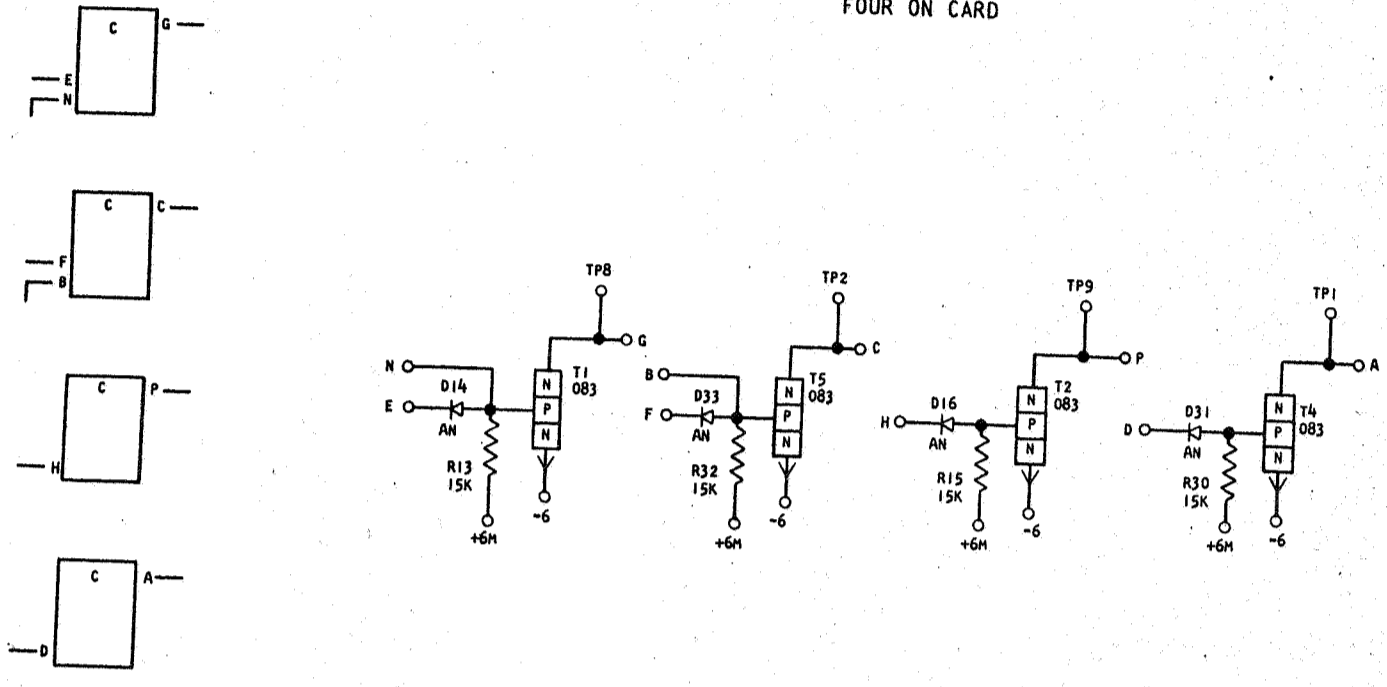 FOUR ON CARD
C
G
E
N
C
C
F
B
C
P
H
C
A
D
TP8
G
N
D14
E
AN
T1
083
N
P
N
R13
15K
+6M
-6
TP2
C
B
D33
F
AN
T5
083
N
P
N
R32
15K
+6M
-6
TP9
P
D16
H
AN
T2
083
N
P
N
R15
15K
+6M
-6
TP1
A
D31
D
AN
T4
083
N
P
N
R30
15K
+6M
-6